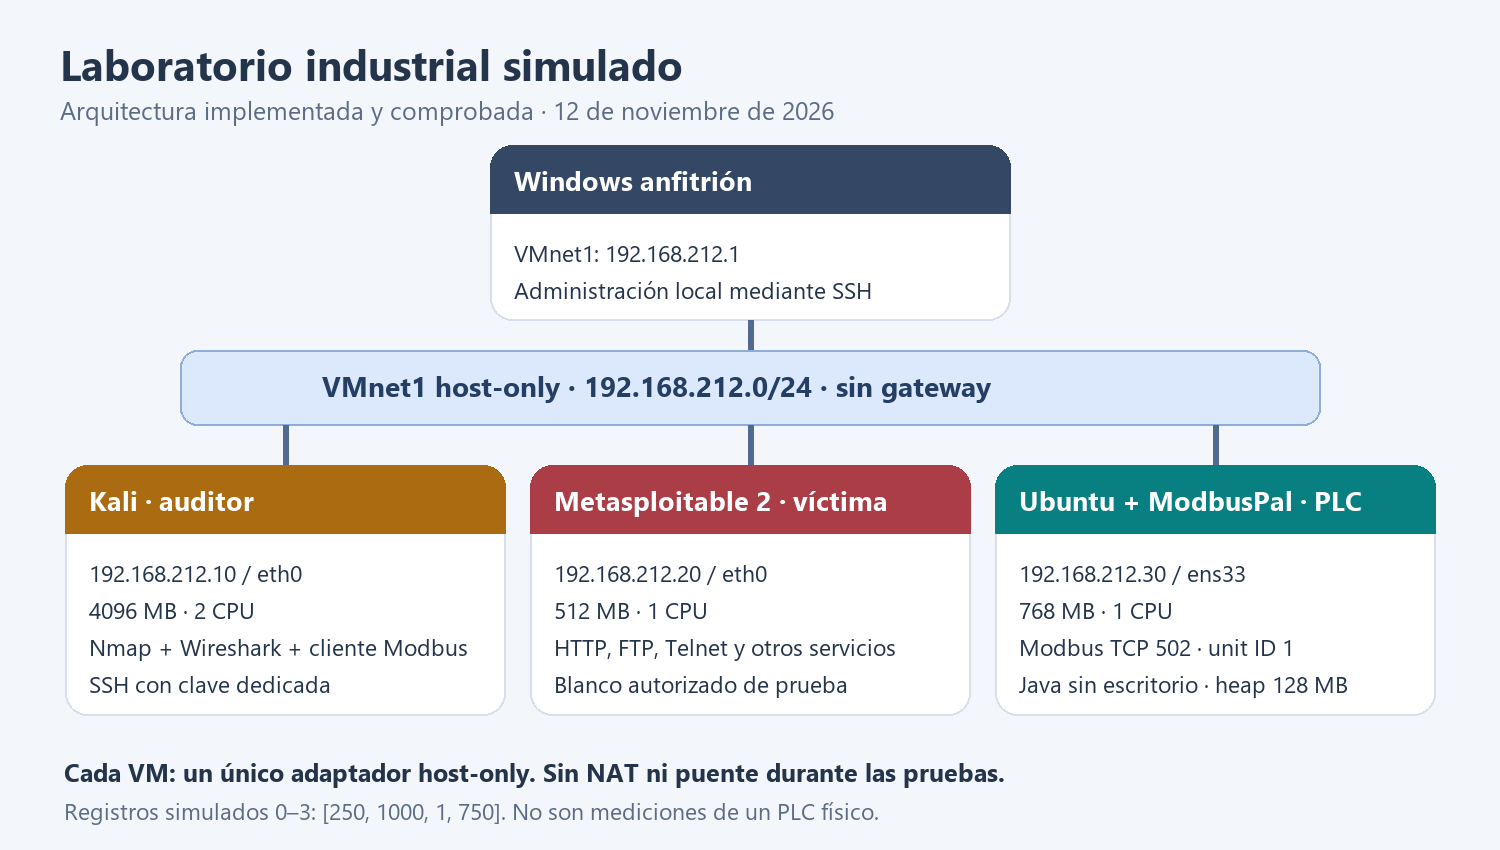 Laboratorio industrial simulado
Arquitectura implementada y comprobada · 12 de noviembre de 2026
Windows anfitrión
VMnet1: 192.168.212.1
Administración local mediante SSH
VMnet1 host-only · 192.168.212.0/24 · sin gateway
Kali · auditor
192.168.212.10 / eth0
4096 MB · 2 CPU
Nmap + Wireshark + cliente Modbus
SSH con clave dedicada
Metasploitable 2 · víctima
192.168.212.20 / eth0
512 MB · 1 CPU
HTTP, FTP, Telnet y otros servicios
Blanco autorizado de prueba
Ubuntu + ModbusPal · PLC
192.168.212.30 / ens33
768 MB · 1 CPU
Modbus TCP 502 · unit ID 1
Java sin escritorio · heap 128 MB
Cada VM: un único adaptador host-only. Sin NAT ni puente durante las pruebas.
Registros simulados 0–3: [250, 1000, 1, 750]. No son mediciones de un PLC físico.